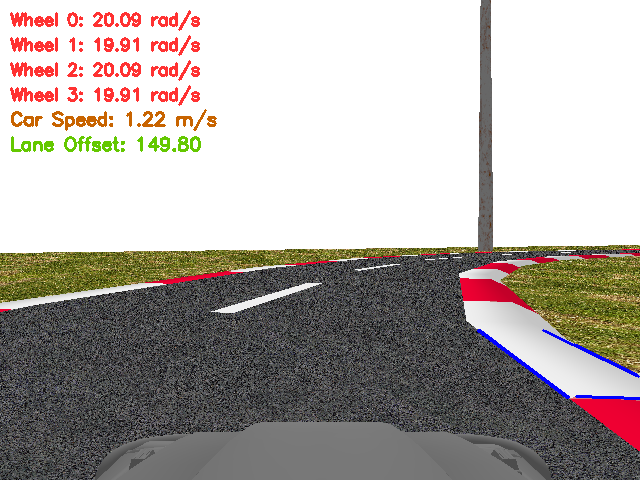 Wheel 0: 20.09 rad/s
Wheel 1: 19.91 rad/s
Wheel 2: 20.09 rad/s
Wheel 3: 19.91 rad/s
Car Speed: 1.22 m/s
Lane Offset: 149.80